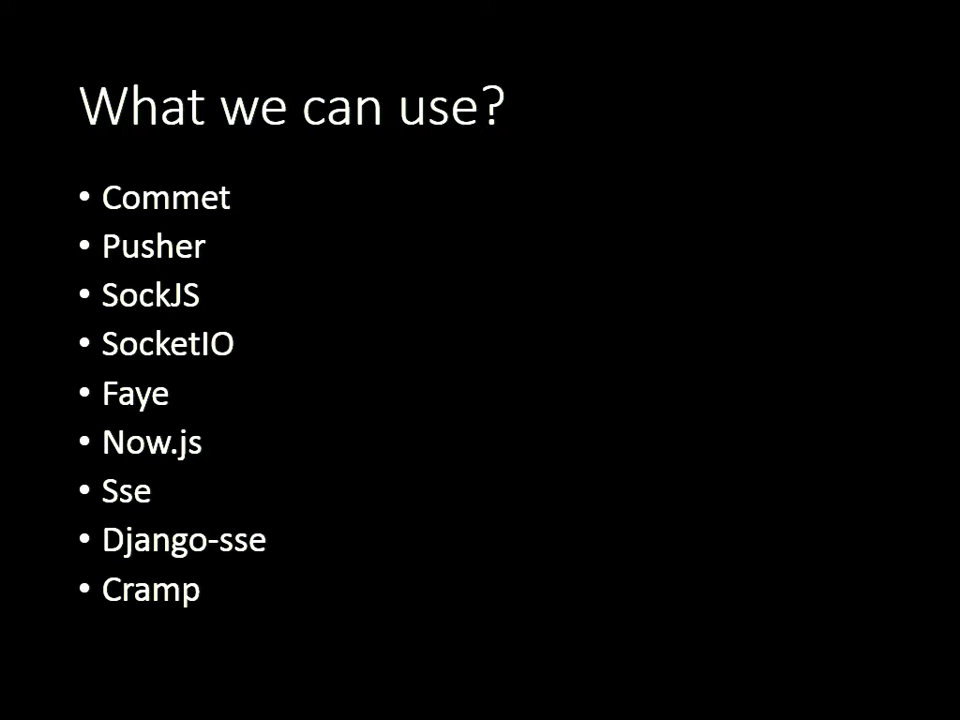 What we can use?
• Commet
• Pusher
• SockJS
• SocketIO
• Faye
• Now.js
• Sse
• Django-sse
• Cramp